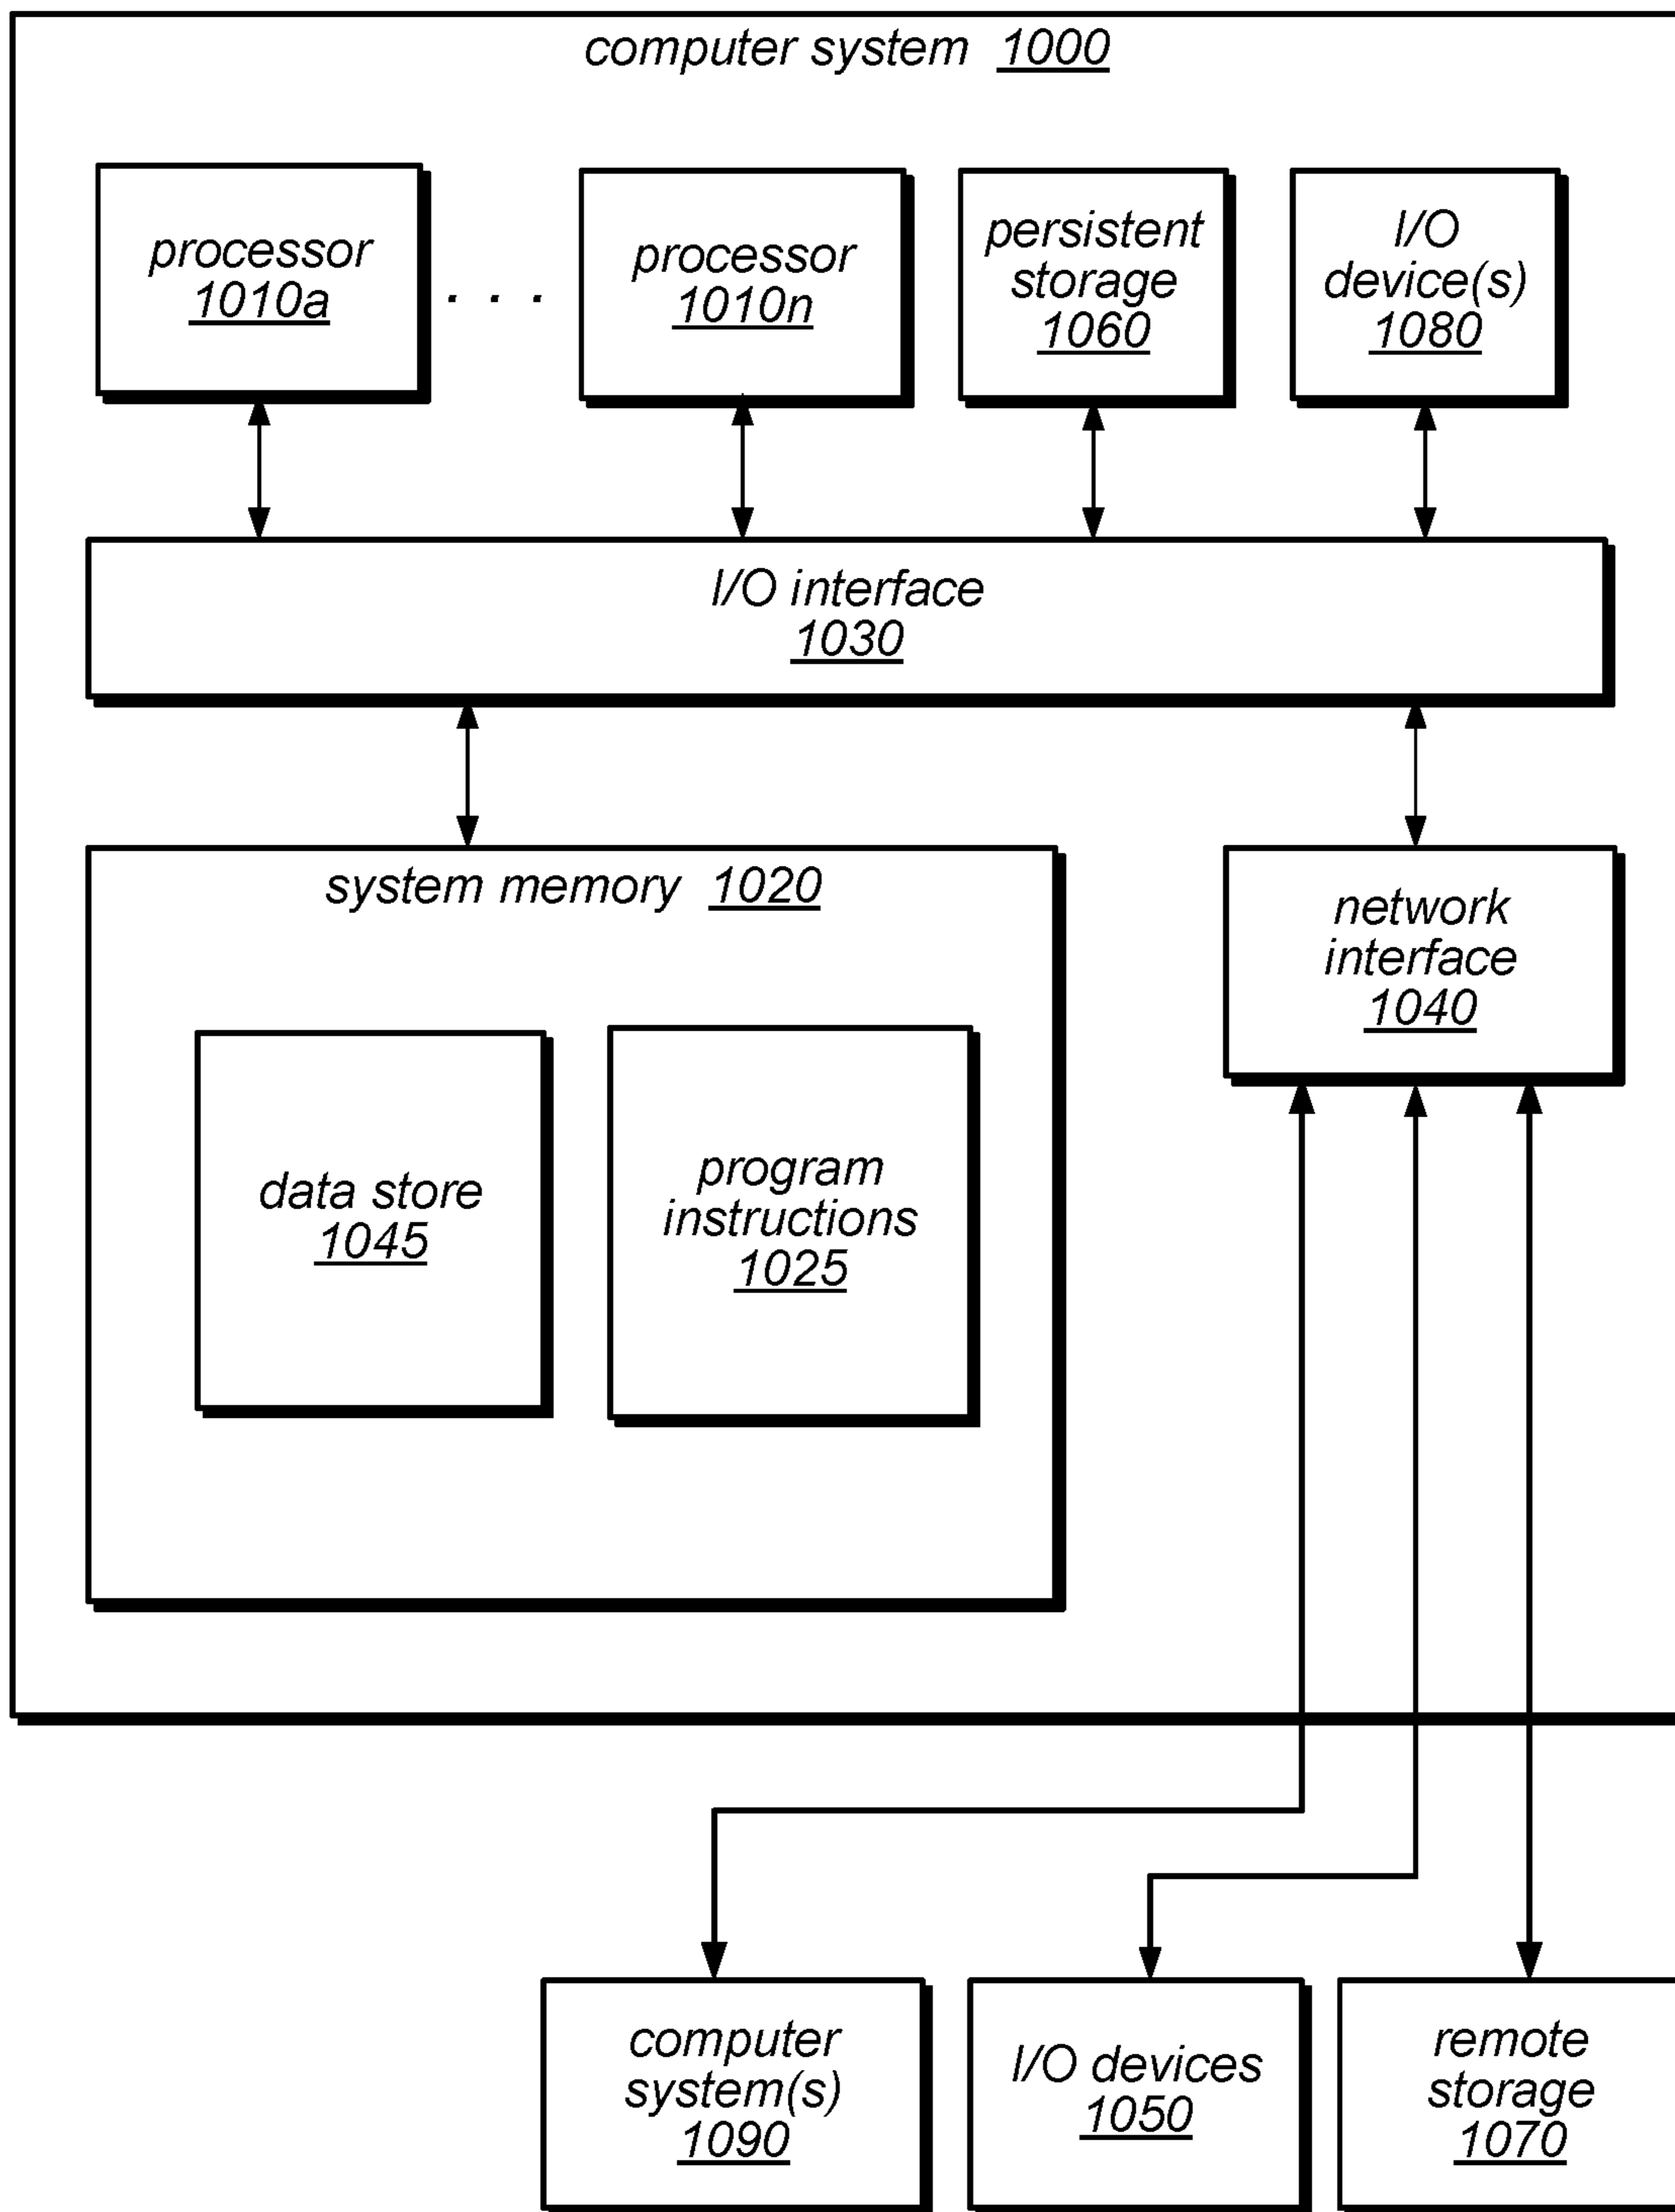 computer system 1000
processor
1010a
. . .
processor
1010n
persistent
storage
1060
I/O
device(s)
1080
I/O interface
1030
system memory 1020
data store
1045
program
instructions
1025
network
interface
1040
computer
system(s)
1090
I/O devices
1050
remote
storage
1070